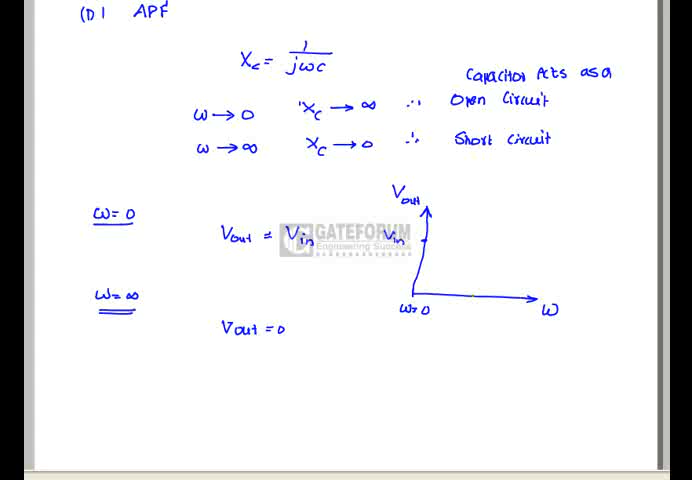 (D) APF
Xc = 1/jωc
Capacitor Acts as a
ω → 0 Xc → ∞ ∴ Open Circuit
ω → ∞ Xc → 0 ∴ Short Circuit
Vout
ω = 0
Vout = Vin
Vin
GATEFORUM
Engineering Success
ω = ∞
ω = 0
ω
Vout = 0